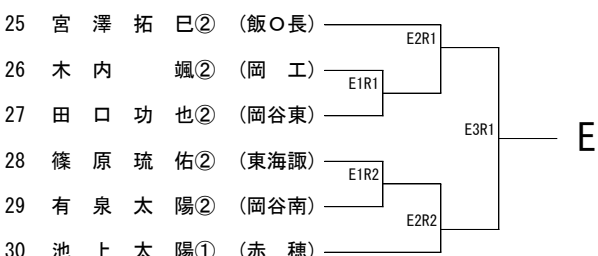 25 宮 澤 拓 巳② (飯O長)
E2R1
26 木 内 颯② (岡 工)
E1R1
27 田 口 功 也② (岡谷東)
E3R1
E
28 篠 原 琉 佑② (東海諏)
E1R2
29 有 泉 太 陽② (岡谷南)
E2R2
30 池 上 太 陽① (赤 穂)